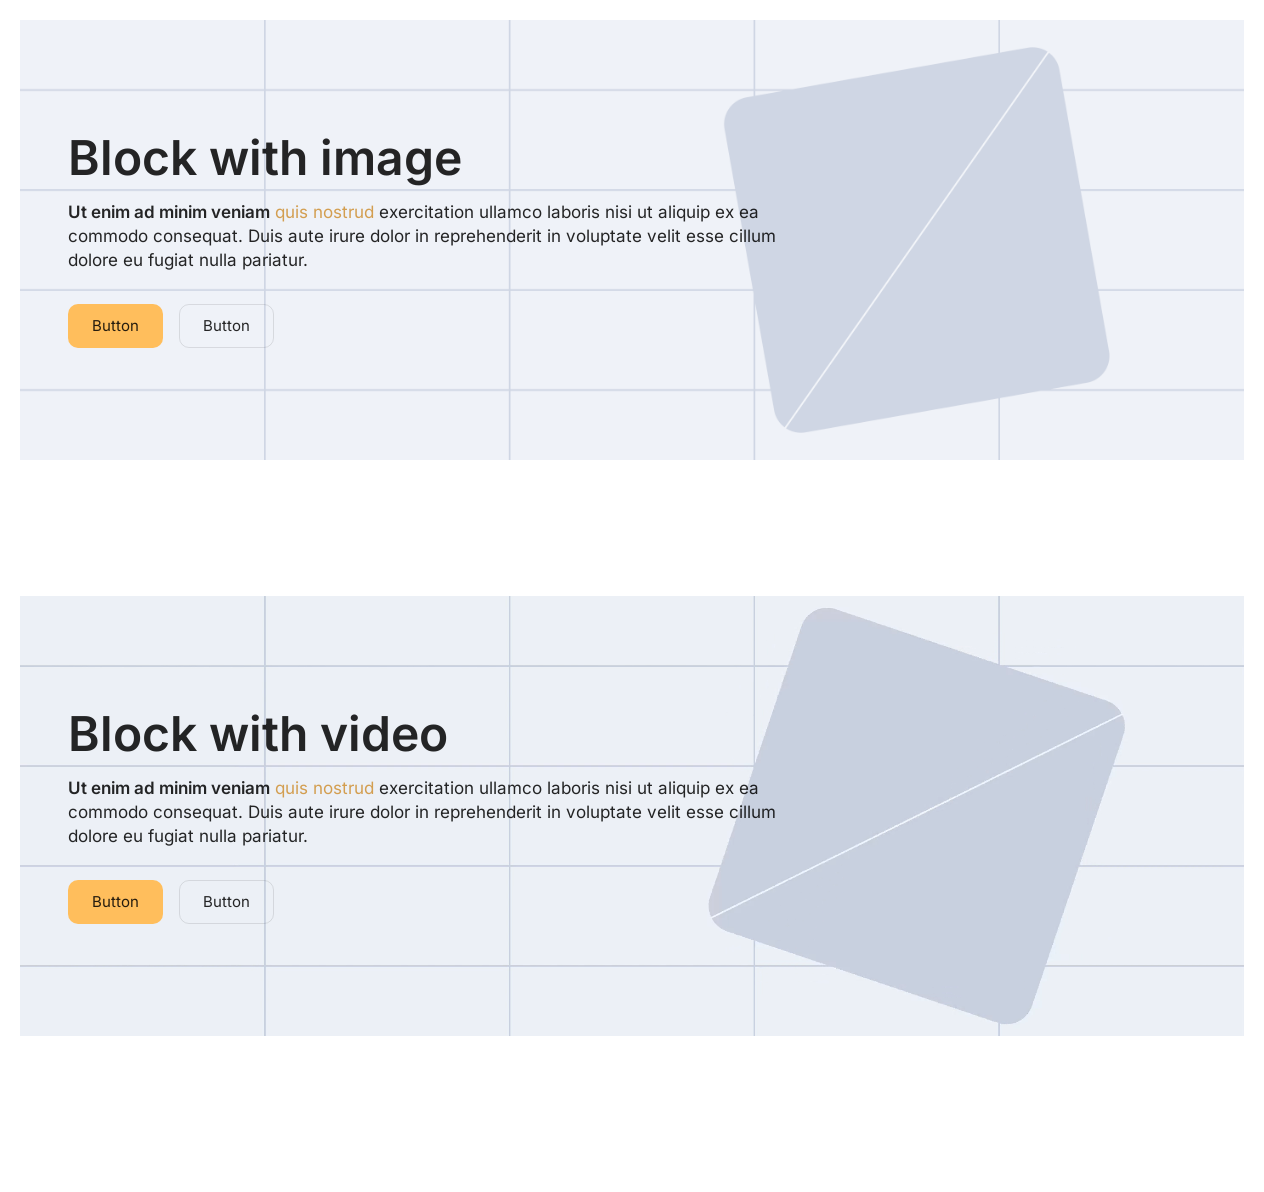 Block with image
Ut enim ad minim veniam quis nostrud exercitation ullamco laboris nisi ut aliquip ex ea
commodo consequat. Duis aute irure dolor in reprehenderit in voluptate velit esse cillum
dolore eu fugiat nulla pariatur.
Button Button
Block with video
Ut enim ad minim veniam quis nostrud exercitation ullamco laboris nisi ut aliquip ex ea
commodo consequat. Duis aute irure dolor in reprehenderit in voluptate velit esse cillum
dolore eu fugiat nulla pariatur.
Button Button